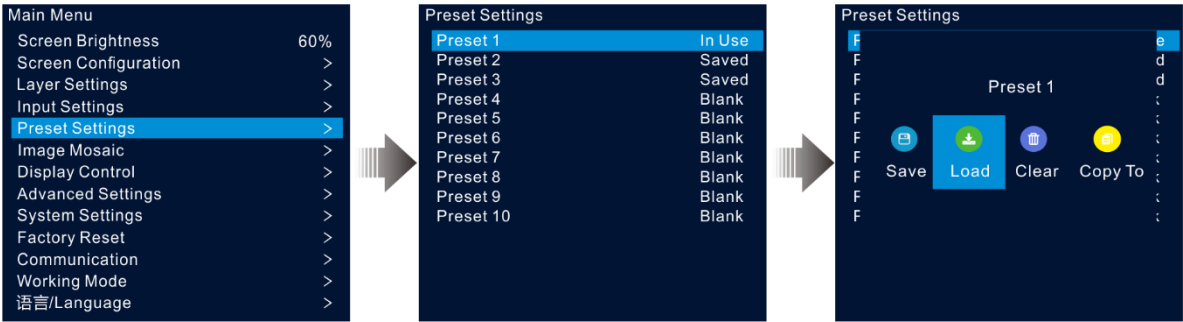 Main Menu
Screen Brightness 60%
Screen Configuration >
Layer Settings >
Input Settings >
Preset Settings >
Image Mosaic >
Display Control >
Advanced Settings >
System Settings >
Factory Reset >
Communication >
Working Mode >
语言/Language >
Preset Settings
Preset 1 In Use
Preset 2 Saved
Preset 3 Saved
Preset 4 Blank
Preset 5 Blank
Preset 6 Blank
Preset 7 Blank
Preset 8 Blank
Preset 9 Blank
Preset 10 Blank
Preset Settings
Preset 1
Save Load Clear Copy To